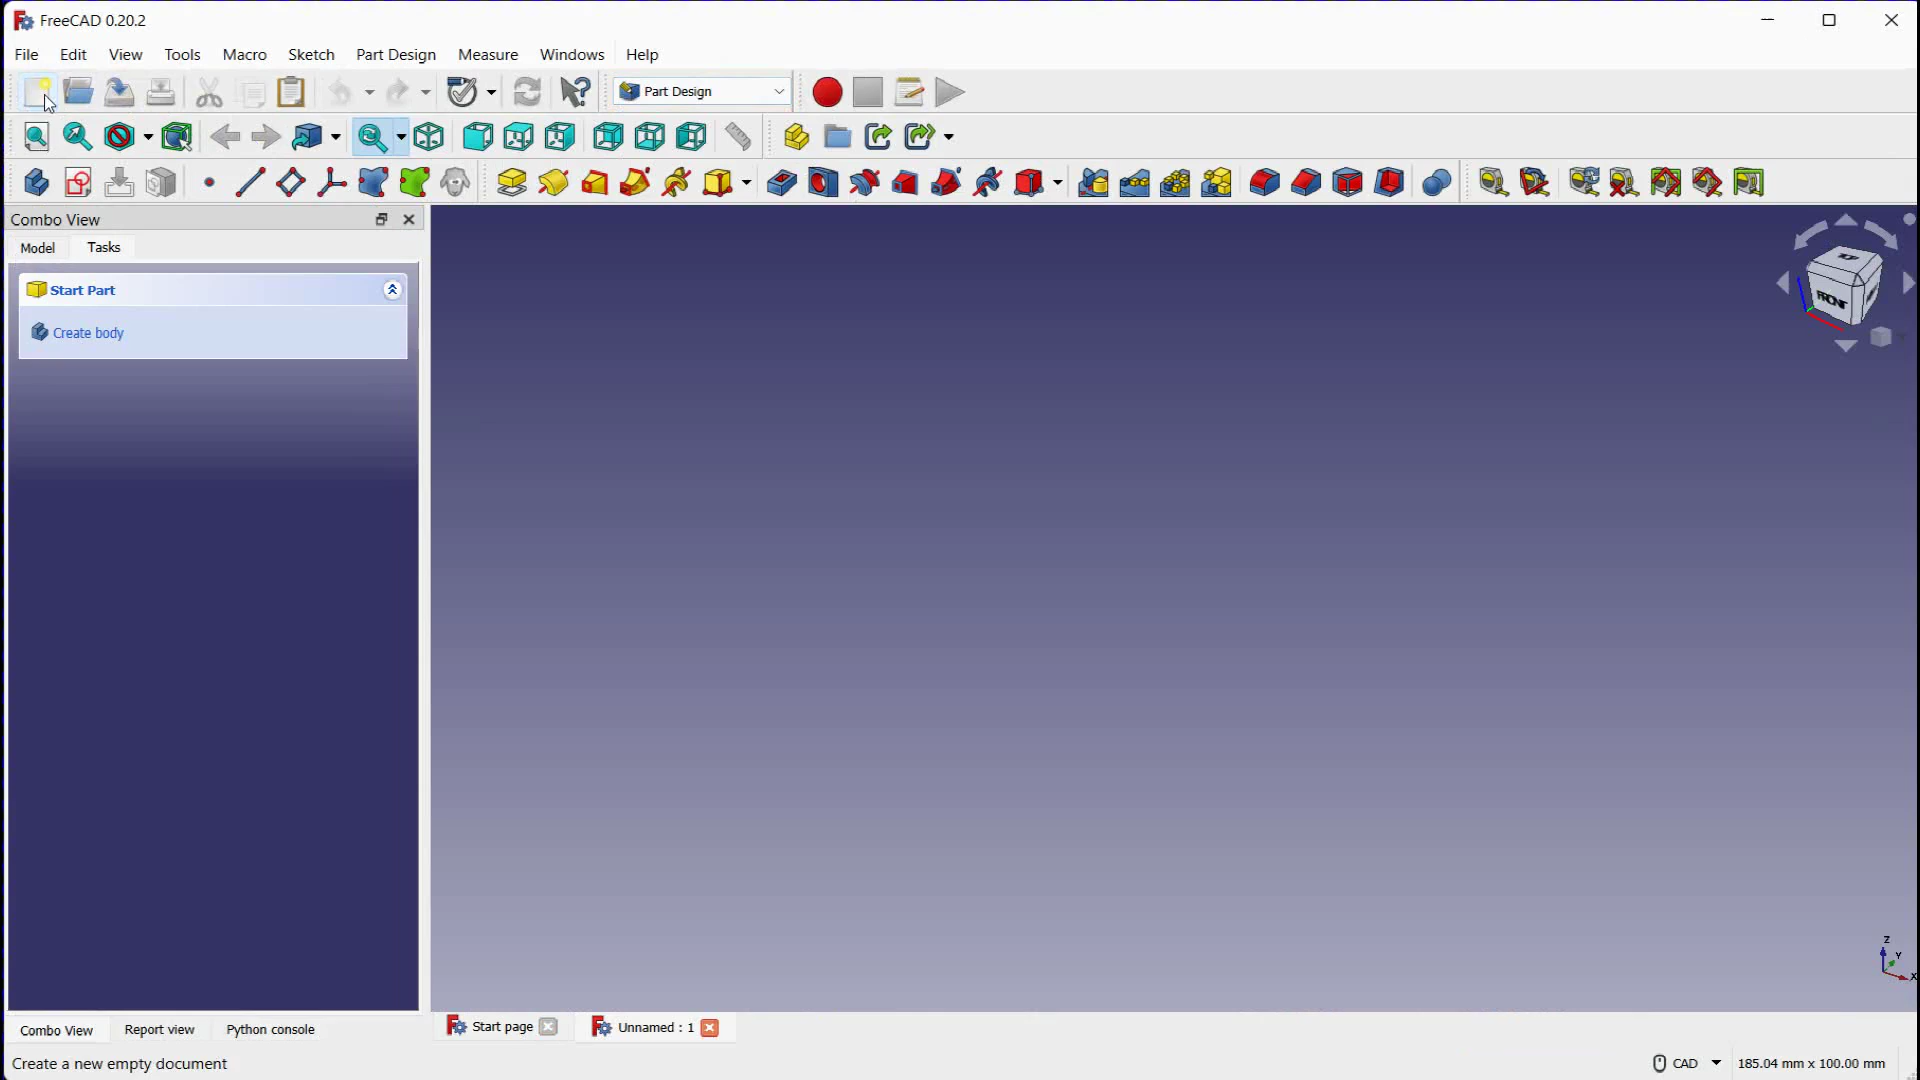 FreeCAD 0.20.2
File Edit View Tools Macro Sketch Part Design Measure Windows Help
Part Design
Combo View
Model Tasks
Start Part
Create body
FRONT
Z
Y
X
Start page Unnamed : 1
Combo View Report view Python console
Create a new empty document
CAD 185.04 mm x 100.00 mm